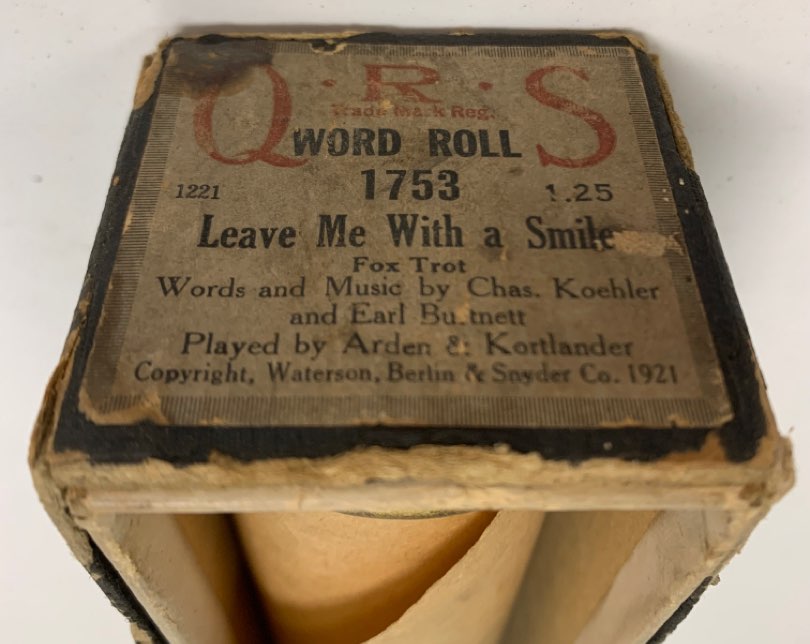 Q·R·S
Trade Mark Reg.
WORD ROLL
1221 1753 1.25
Leave Me With a Smile
Fox Trot
Words and Music by Chas. Koehler
and Earl Burtnett
Played by Arden & Kortlander
Copyright, Waterson, Berlin & Snyder Co. 1921